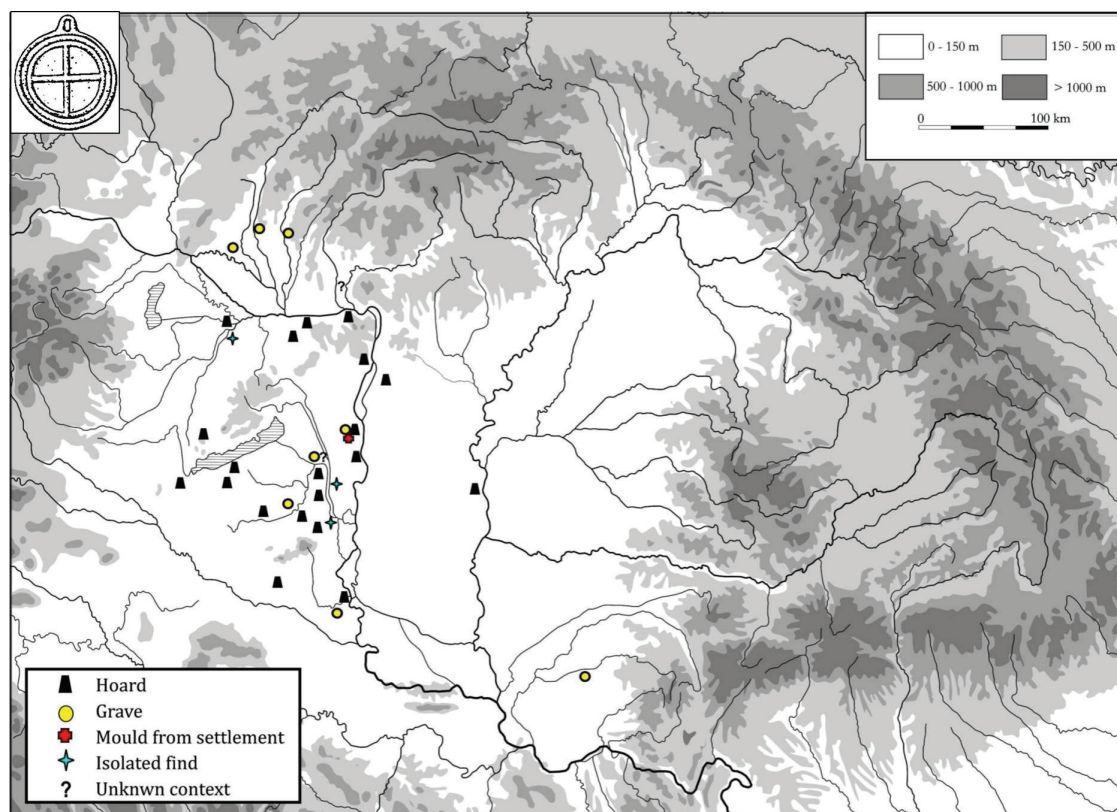 0 - 150 m
150 - 500 m
500 - 1000 m
> 1000 m
0
100 km
?
?
Hoard
Grave
Mould from settlement
Isolated find
? Unknwn context